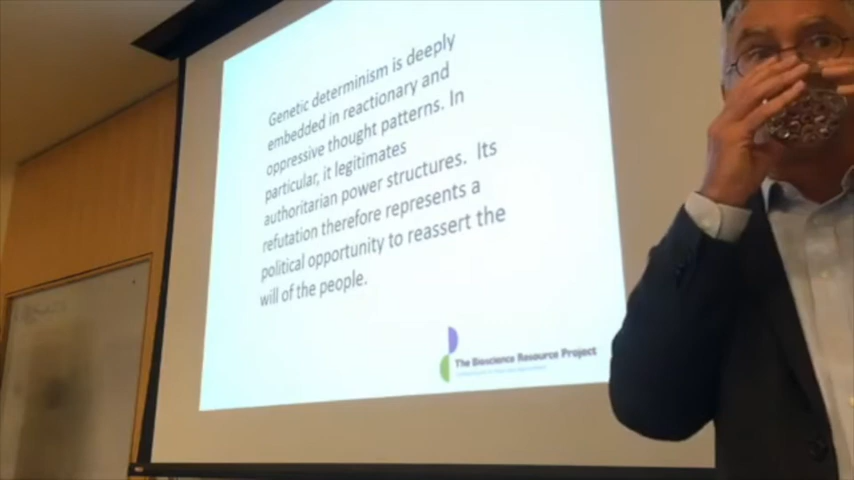 Genetic determinism is deeply
embedded in reactionary and
oppressive thought patterns. In
particular, it legitimates
authoritarian power structures. Its
refutation therefore represents a
political opportunity to reassert the
will of the people.
The Bioscience Resource Project